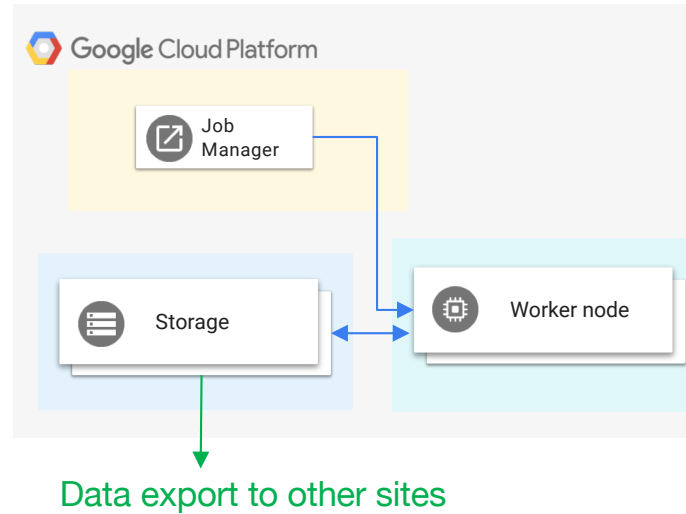 Google Cloud Platform
Job
Manager
Storage
Worker node
Data export to other sites